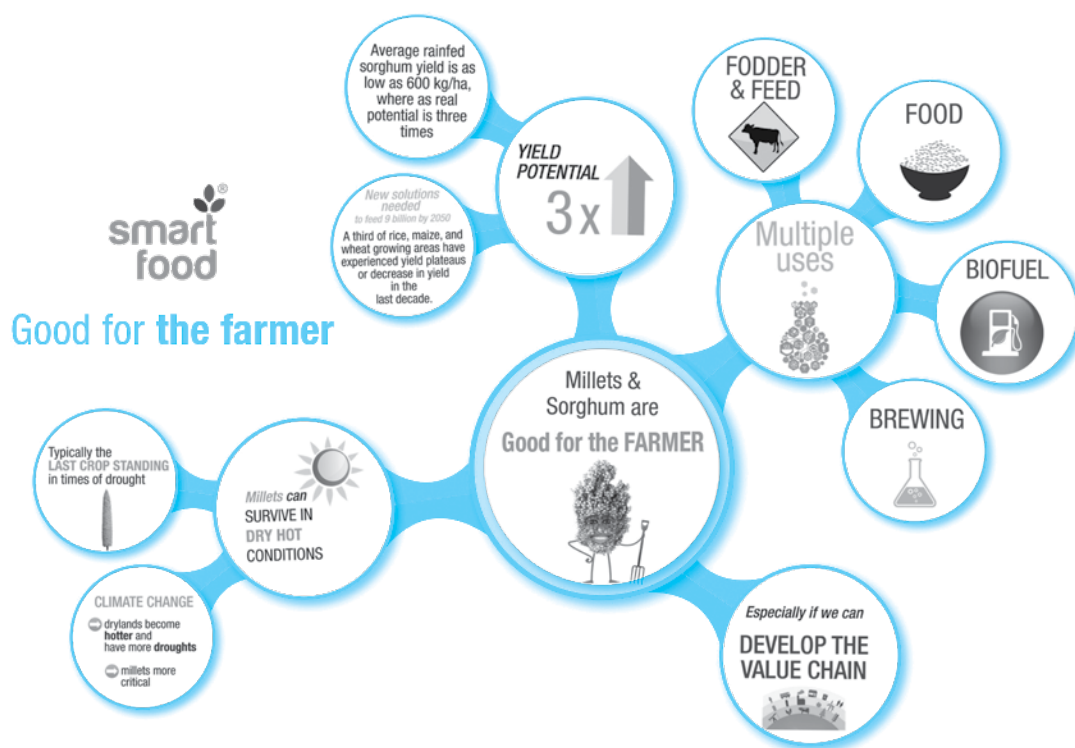 smart
food®
Good for the farmer
Average rainfed
sorghum yield is as
low as 600 kg/ha,
where as real
potential is three
times
New solutions
needed
to feed 9 billion by 2050
A third of rice, maize, and
wheat growing areas have
experienced yield plateaus
or decrease in yield
in the
last decade.
YIELD
POTENTIAL
3 x
FODDER
& FEED
FOOD
Multiple
uses
BIOFUEL
BREWING
Millets &
Sorghum are
Good for the FARMER
Typically the
LAST CROP STANDING
in times of drought
Millets can
SURVIVE IN
DRY HOT
CONDITIONS
CLIMATE CHANGE
drylands become
hotter and
have more droughts
millets more
critical
Especially if we can
DEVELOP THE
VALUE CHAIN